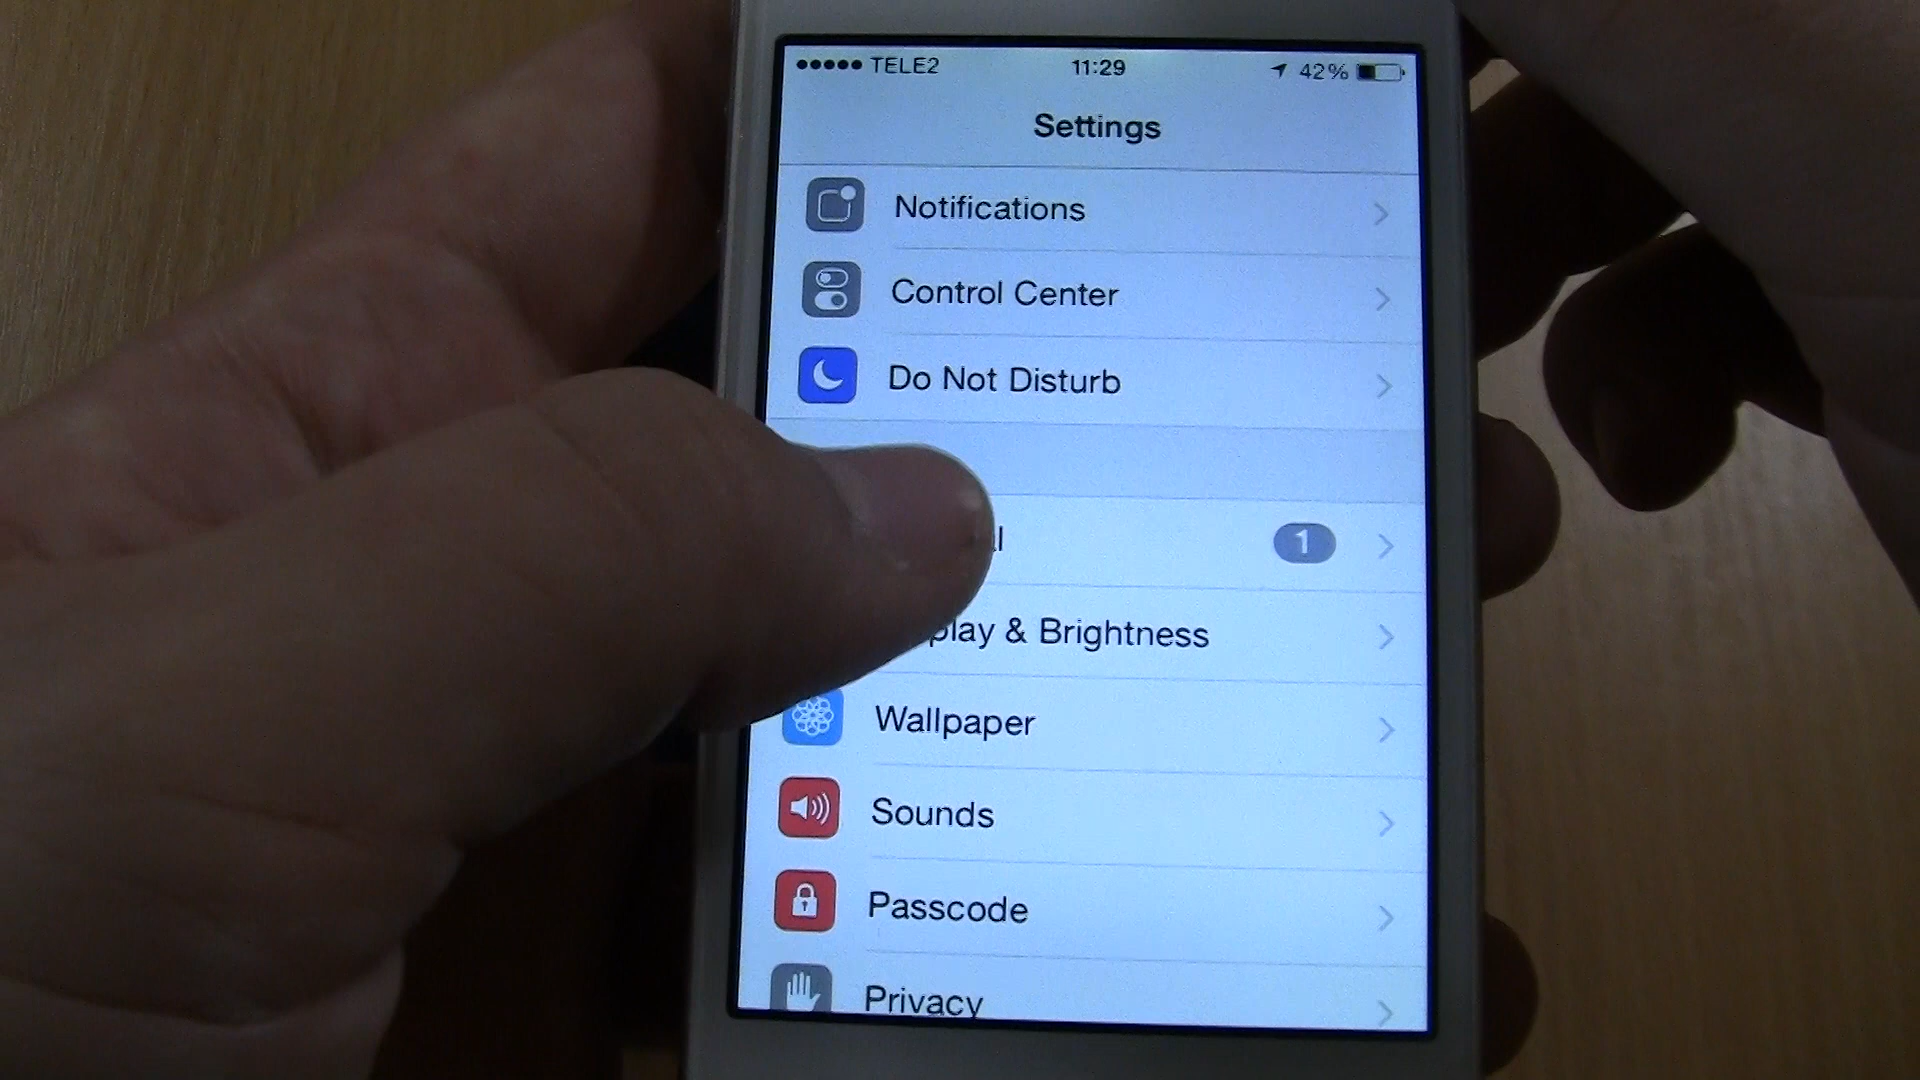 ●●●●● TELE2 11:29 42%
Settings
Notifications
Control Center
Do Not Disturb
1
& Brightness
Wallpaper
Sounds
Passcode
Privacy